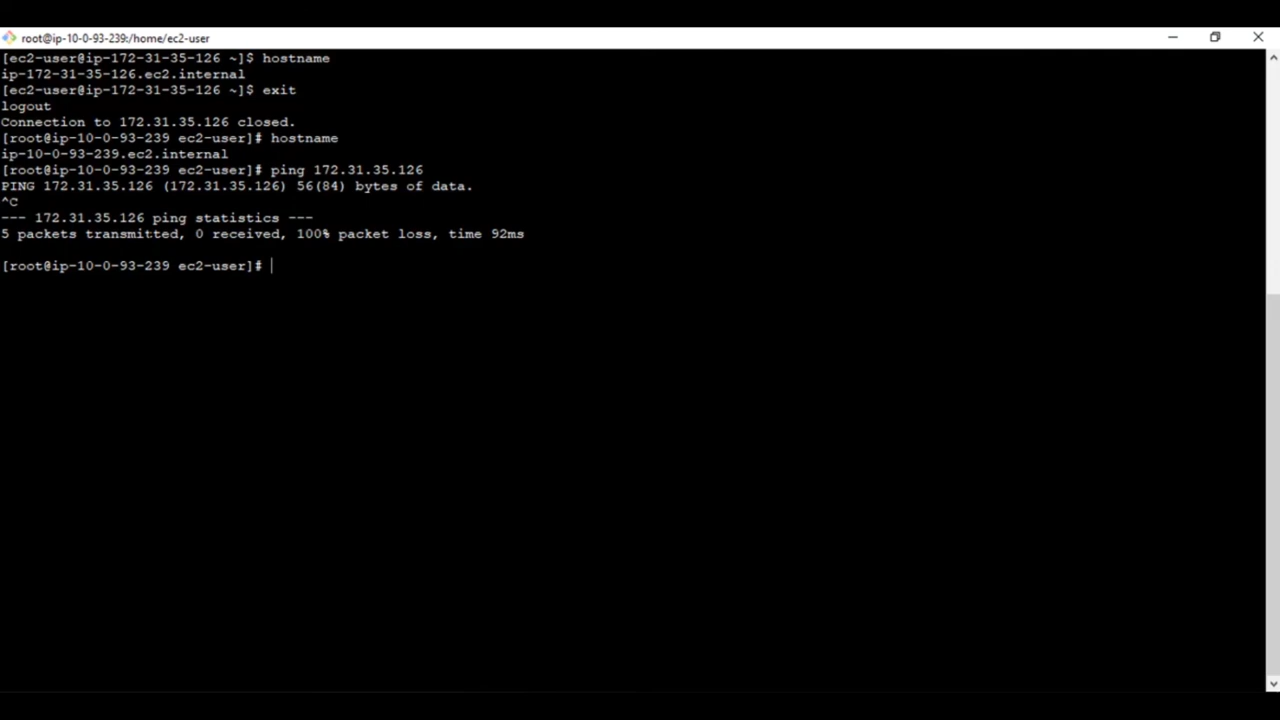 root@ip-10-0-93-239:/home/ec2-user
[ec2-user@ip-172-31-35-126 ~]$ hostname
ip-172-31-35-126.ec2.internal
[ec2-user@ip-172-31-35-126 ~]$ exit
logout
Connection to 172.31.35.126 closed.
[root@ip-10-0-93-239 ec2-user]# hostname
ip-10-0-93-239.ec2.internal
[root@ip-10-0-93-239 ec2-user]# ping 172.31.35.126
PING 172.31.35.126 (172.31.35.126) 56(84) bytes of data.
^C
--- 172.31.35.126 ping statistics ---
5 packets transmitted, 0 received, 100% packet loss, time 92ms
[root@ip-10-0-93-239 ec2-user]#